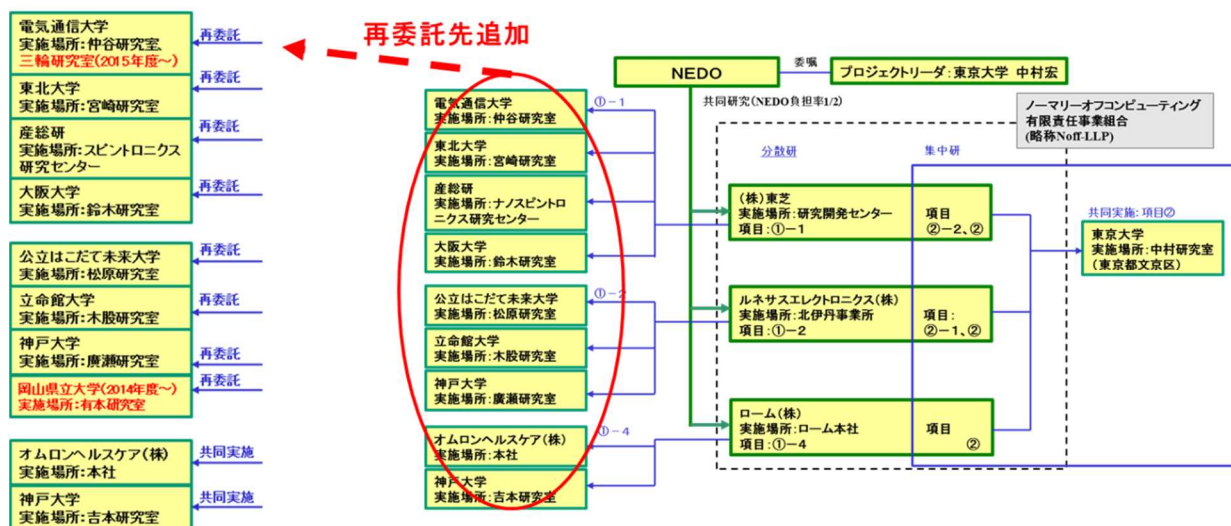 電気通信大学
実施場所:仲谷研究室、
三輪研究室(2015年度～)
再委託
東北大学
実施場所:宮崎研究室
再委託
産総研
実施場所:スピントロニクス
研究センター
再委託
大阪大学
実施場所:鈴木研究室
再委託
公立はこだて未来大学
実施場所:松原研究室
再委託
立命館大学
実施場所:木股研究室
再委託
神戸大学
実施場所:廣瀬研究室
再委託
岡山県立大学(2014年度～)
実施場所:有本研究室
再委託
オムロンヘルスケア(株)
実施場所:本社
共同実施
神戸大学
実施場所:吉本研究室
共同実施
再委託先追加
電気通信大学
実施場所:仲谷研究室
①-1
東北大学
実施場所:宮崎研究室
産総研
実施場所:ナノスピントロ
ニクス研究センター
大阪大学
実施場所:鈴木研究室
公立はこだて未来大学
実施場所:松原研究室
①-2
立命館大学
実施場所:木股研究室
神戸大学
実施場所:廣瀬研究室
オムロンヘルスケア(株)
実施場所:本社
①-4
神戸大学
実施場所:吉本研究室
NEDO
委嘱
プロジェクトリーダ:東京大学 中村宏
共同研究(NEDO負担率1/2)
ノーマリーオフコンピューティング
有限責任事業組合
(略称Noff-LLP)
分散研
集中研
(株)東芝
実施場所:研究開発センター
項目:①-1
項目
②-2、②
ルネサスエレクトロニクス(株)
実施場所:北伊丹事業所
項目:①-2
項目:
②-1、②
ローム(株)
実施場所:ローム本社
項目:①-4
項目
②
共同実施:項目②
東京大学
実施場所:中村研究室
(東京都文京区)